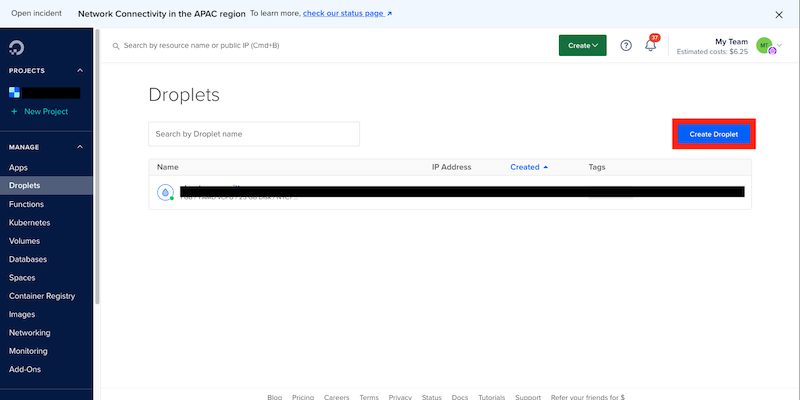 Open incident Network Connectivity in the APAC region To learn more, check our status page
Search by resource name or public IP (Cmd+B)
Create
37
My Team
Estimated costs: $6.25
MT
PROJECTS
+ New Project
MANAGE
Apps
Droplets
Functions
Kubernetes
Volumes
Databases
Spaces
Container Registry
Images
Networking
Monitoring
Add-Ons
Droplets
Search by Droplet name
Create Droplet
Name IP Address Created Tags
Blog Pricing Careers Terms Privacy Status Docs Tutorials Support Refer your friends for $